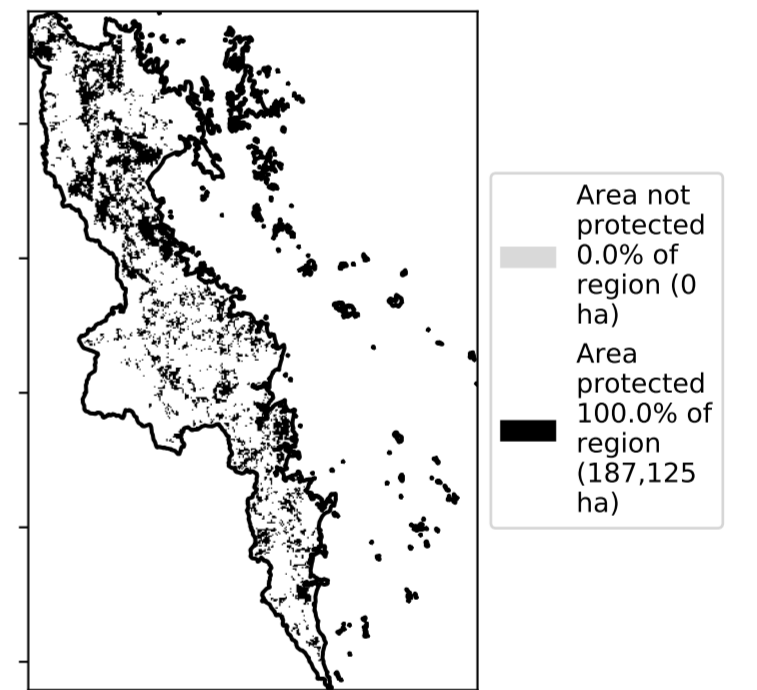 Area not
protected
0.0% of
region (0
ha)
Area
protected
100.0% of
region
(187,125
ha)